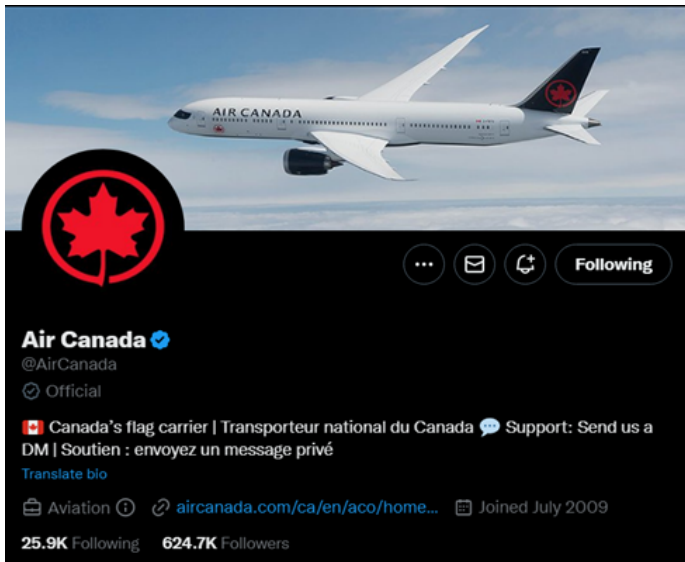 AIR CANADA
Following
Air Canada
@AirCanada
Official
🇨🇦 Canada's flag carrier | Transporteur national du Canada 💬 Support: Send us a
DM | Soutien : envoyez un message privé
Translate bio
Aviation aircanada.com/ca/en/aco/home... Joined July 2009
25.9K Following 624.7K Followers